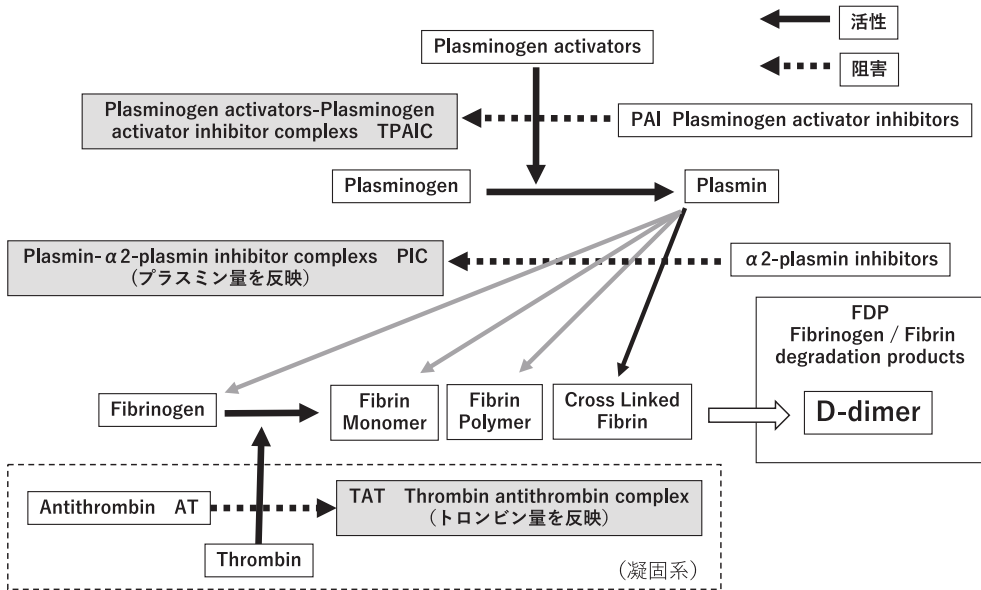 活性
Plasminogen activators
阻害
Plasminogen activators-Plasminogen
activator inhibitor complexs TPAIC
PAI Plasminogen activator inhibitors
Plasminogen
Plasmin
Plasmin-α2-plasmin inhibitor complexs PIC
（プラスミン量を反映）
α2-plasmin inhibitors
FDP
Fibrinogen / Fibrin
degradation products
D-dimer
Fibrinogen
Fibrin
Monomer
Fibrin
Polymer
Cross Linked
Fibrin
Antithrombin AT
TAT Thrombin antithrombin complex
（トロンビン量を反映）
Thrombin
（凝固系）